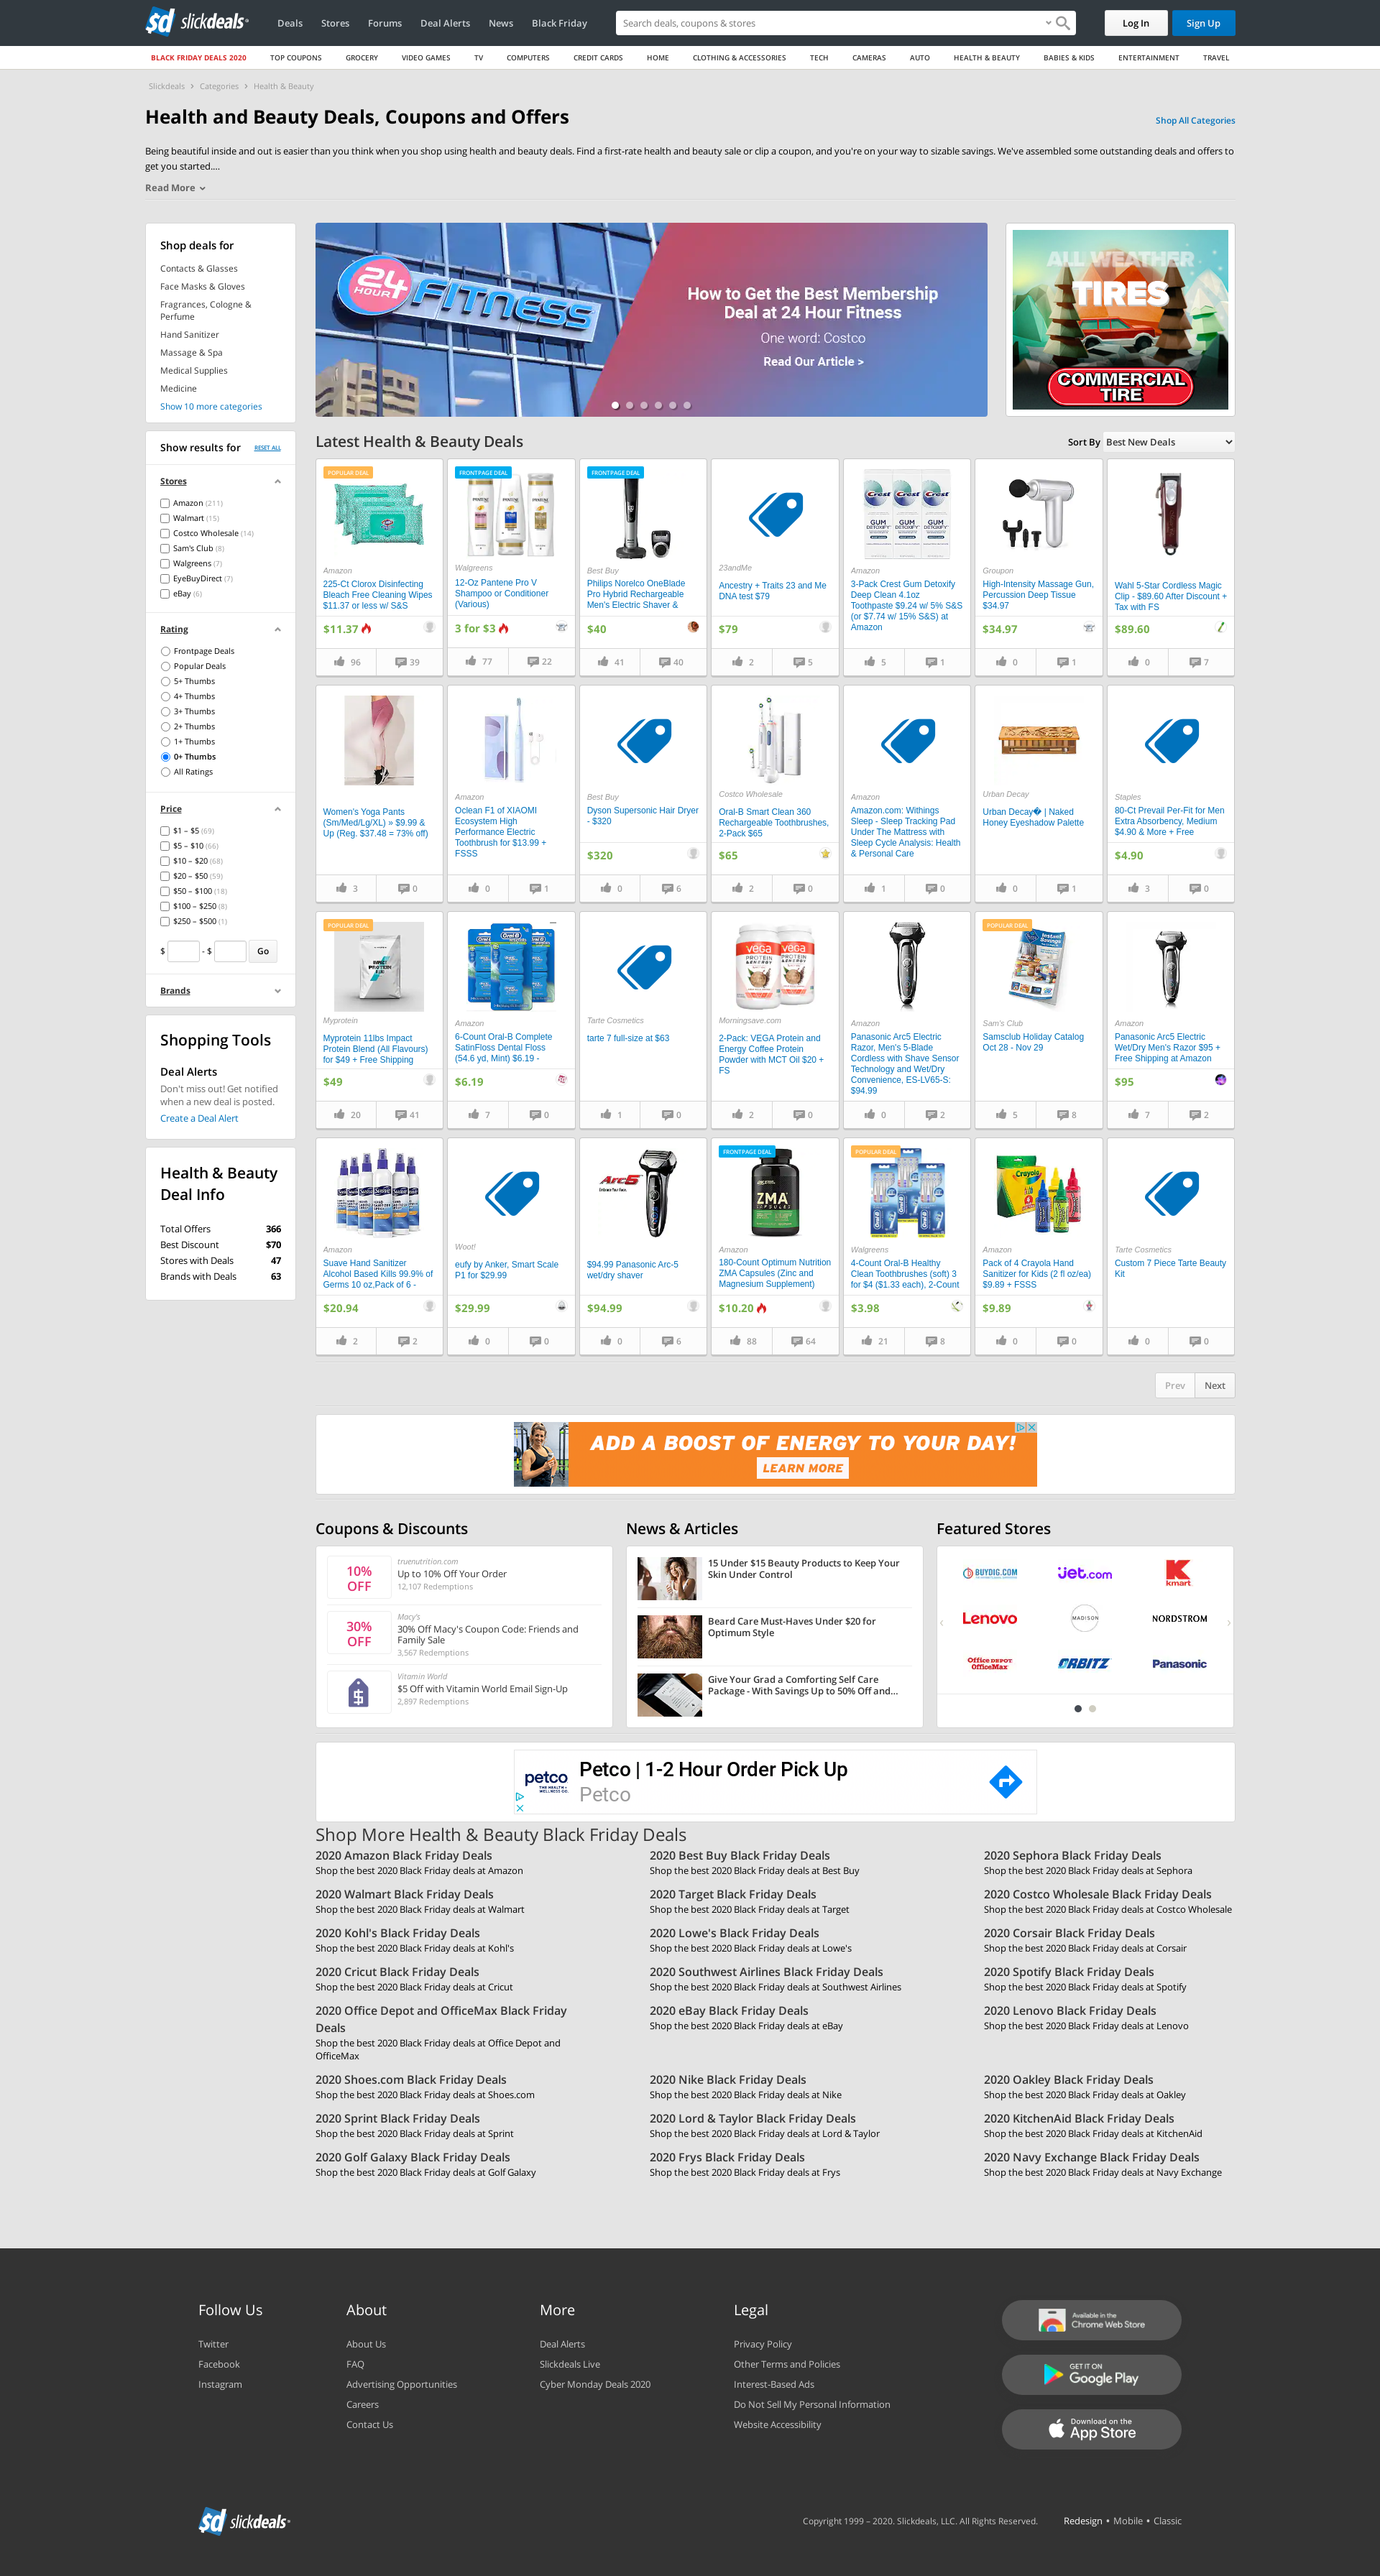 sd slickdeals
Deals Stores Forums Deal Alerts News Black Friday
Search deals, coupons & stores
Log In
Sign Up
BLACK FRIDAY DEALS 2020 TOP COUPONS GROCERY VIDEO GAMES TV COMPUTERS CREDIT CARDS HOME CLOTHING & ACCESSORIES TECH CAMERAS AUTO HEALTH & BEAUTY BABIES & KIDS ENTERTAINMENT TRAVEL
Slickdeals > Categories > Health & Beauty
Health and Beauty Deals, Coupons and Offers
Shop All Categories
Being beautiful inside and out is easier than you think when you shop using health and beauty deals. Find a first-rate health and beauty sale or clip a coupon, and you're on your way to sizable savings. We've assembled some outstanding deals and offers to
get you started....
Read More
Shop deals for
Contacts & Glasses
Face Masks & Gloves
Fragrances, Cologne &
Perfume
Hand Sanitizer
Massage & Spa
Medical Supplies
Medicine
Show 10 more categories
24 HOUR FITNESS
How to Get the Best Membership
Deal at 24 Hour Fitness
One word: Costco
Read Our Article >
ALL WEATHER
TIRES
COMMERCIAL
TIRE
Show results for RESET ALL
Stores
Amazon (211)
Walmart (15)
Costco Wholesale (14)
Sam's Club (8)
Walgreens (7)
EyeBuyDirect (7)
eBay (6)
Rating
Frontpage Deals
Popular Deals
5+ Thumbs
4+ Thumbs
3+ Thumbs
2+ Thumbs
1+ Thumbs
0+ Thumbs
All Ratings
Price
$1 – $5 (69)
$5 – $10 (66)
$10 – $20 (68)
$20 – $50 (59)
$50 – $100 (18)
$100 – $250 (8)
$250 – $500 (1)
$ - $ Go
Brands
Shopping Tools
Deal Alerts
Don't miss out! Get notified
when a new deal is posted.
Create a Deal Alert
Health & Beauty
Deal Info
Total Offers 366
Best Discount $70
Stores with Deals 47
Brands with Deals 63
Latest Health & Beauty Deals
Sort By Best New Deals
POPULAR DEAL
Amazon
225-Ct Clorox Disinfecting
Bleach Free Cleaning Wipes
$11.37 or less w/ S&S
$11.37
96 39
FRONTPAGE DEAL
Walgreens
12-Oz Pantene Pro V
Shampoo or Conditioner
(Various)
3 for $3
77 22
FRONTPAGE DEAL
Best Buy
Philips Norelco OneBlade
Pro Hybrid Rechargeable
Men's Electric Shaver &
$40
41 40
23andMe
Ancestry + Traits 23 and Me
DNA test $79
$79
2 5
Crest Crest Crest
GUM DETOXIFY GUM DETOXIFY GUM DETOXIFY
Amazon
3-Pack Crest Gum Detoxify
Deep Clean 4.1oz
Toothpaste $9.24 w/ 5% S&S
(or $7.74 w/ 15% S&S) at
Amazon
5 1
Groupon
High-Intensity Massage Gun,
Percussion Deep Tissue
$34.97
$34.97
0 1
Wahl 5-Star Cordless Magic
Clip - $89.60 After Discount +
Tax with FS
$89.60
0 7
Women's Yoga Pants
(Sm/Med/Lg/XL) » $9.99 &
Up (Reg. $37.48 = 73% off)
3 0
Amazon
Oclean F1 of XIAOMI
Ecosystem High
Performance Electric
Toothbrush for $13.99 +
FSSS
0 1
Best Buy
Dyson Supersonic Hair Dryer
- $320
$320
0 6
Costco Wholesale
Oral-B Smart Clean 360
Rechargeable Toothbrushes,
2-Pack $65
$65
2 0
Amazon
Amazon.com: Withings
Sleep - Sleep Tracking Pad
Under The Mattress with
Sleep Cycle Analysis: Health
& Personal Care
1 0
Urban Decay
Urban Decay� | Naked
Honey Eyeshadow Palette
0 1
Staples
80-Ct Prevail Per-Fit for Men
Extra Absorbency, Medium
$4.90 & More + Free
$4.90
3 0
POPULAR DEAL
IMPACT PROTEIN
Myprotein
Myprotein 11lbs Impact
Protein Blend (All Flavours)
for $49 + Free Shipping
$49
20 41
Oral-B
Amazon
6-Count Oral-B Complete
SatinFloss Dental Floss
(54.6 yd, Mint) $6.19 -
$6.19
7 0
Tarte Cosmetics
tarte 7 full-size at $63
1 0
vega vega
PROTEIN &ENERGY PROTEIN &ENERGY
Morningsave.com
2-Pack: VEGA Protein and
Energy Coffee Protein
Powder with MCT Oil $20 +
FS
2 0
Amazon
Panasonic Arc5 Electric
Razor, Men's 5-Blade
Cordless with Shave Sensor
Technology and Wet/Dry
Convenience, ES-LV65-S:
$94.99
0 2
POPULAR DEAL
Instant Savings
Sam's Club
Samsclub Holiday Catalog
Oct 28 - Nov 29
5 8
Amazon
Panasonic Arc5 Electric
Wet/Dry Men's Razor $95 +
Free Shipping at Amazon
$95
7 2
Amazon
Suave Hand Sanitizer
Alcohol Based Kills 99.9% of
Germs 10 oz,Pack of 6 -
$20.94
2 2
Woot!
eufy by Anker, Smart Scale
P1 for $29.99
$29.99
0 0
Arc5
$94.99 Panasonic Arc-5
wet/dry shaver
$94.99
0 6
FRONTPAGE DEAL
ZMA
Amazon
180-Count Optimum Nutrition
ZMA Capsules (Zinc and
Magnesium Supplement)
$10.20
88 64
POPULAR DEAL
Oral-B
Walgreens
4-Count Oral-B Healthy
Clean Toothbrushes (soft) 3
for $4 ($1.33 each), 2-Count
$3.98
21 8
Crayola
Amazon
Pack of 4 Crayola Hand
Sanitizer for Kids (2 fl oz/ea)
$9.89 + FSSS
$9.89
0 0
Tarte Cosmetics
Custom 7 Piece Tarte Beauty
Kit
0 0
Prev Next
ADD A BOOST OF ENERGY TO YOUR DAY!
LEARN MORE
Coupons & Discounts
10%
OFF
truenutrition.com
Up to 10% Off Your Order
12,107 Redemptions
30%
OFF
Macy's
30% Off Macy's Coupon Code: Friends and
Family Sale
3,567 Redemptions
$
Vitamin World
$5 Off with Vitamin World Email Sign-Up
2,897 Redemptions
News & Articles
15 Under $15 Beauty Products to Keep Your
Skin Under Control
Beard Care Must-Haves Under $20 for
Optimum Style
Give Your Grad a Comforting Self Care
Package - With Savings Up to 50% Off and...
Featured Stores
BUYDIG.COM Jet.com Kmart
Lenovo MADISON NORDSTROM
Office DEPOT OfficeMax ORBITZ Panasonic
petco
THE HEALTH + WELLNESS CO.
Petco | 1-2 Hour Order Pick Up
Petco
Shop More Health & Beauty Black Friday Deals
2020 Amazon Black Friday Deals
Shop the best 2020 Black Friday deals at Amazon
2020 Best Buy Black Friday Deals
Shop the best 2020 Black Friday deals at Best Buy
2020 Sephora Black Friday Deals
Shop the best 2020 Black Friday deals at Sephora
2020 Walmart Black Friday Deals
Shop the best 2020 Black Friday deals at Walmart
2020 Target Black Friday Deals
Shop the best 2020 Black Friday deals at Target
2020 Costco Wholesale Black Friday Deals
Shop the best 2020 Black Friday deals at Costco Wholesale
2020 Kohl's Black Friday Deals
Shop the best 2020 Black Friday deals at Kohl's
2020 Lowe's Black Friday Deals
Shop the best 2020 Black Friday deals at Lowe's
2020 Corsair Black Friday Deals
Shop the best 2020 Black Friday deals at Corsair
2020 Cricut Black Friday Deals
Shop the best 2020 Black Friday deals at Cricut
2020 Southwest Airlines Black Friday Deals
Shop the best 2020 Black Friday deals at Southwest Airlines
2020 Spotify Black Friday Deals
Shop the best 2020 Black Friday deals at Spotify
2020 Office Depot and OfficeMax Black Friday
Deals
Shop the best 2020 Black Friday deals at Office Depot and
OfficeMax
2020 eBay Black Friday Deals
Shop the best 2020 Black Friday deals at eBay
2020 Lenovo Black Friday Deals
Shop the best 2020 Black Friday deals at Lenovo
2020 Shoes.com Black Friday Deals
Shop the best 2020 Black Friday deals at Shoes.com
2020 Nike Black Friday Deals
Shop the best 2020 Black Friday deals at Nike
2020 Oakley Black Friday Deals
Shop the best 2020 Black Friday deals at Oakley
2020 Sprint Black Friday Deals
Shop the best 2020 Black Friday deals at Sprint
2020 Lord & Taylor Black Friday Deals
Shop the best 2020 Black Friday deals at Lord & Taylor
2020 KitchenAid Black Friday Deals
Shop the best 2020 Black Friday deals at KitchenAid
2020 Golf Galaxy Black Friday Deals
Shop the best 2020 Black Friday deals at Golf Galaxy
2020 Frys Black Friday Deals
Shop the best 2020 Black Friday deals at Frys
2020 Navy Exchange Black Friday Deals
Shop the best 2020 Black Friday deals at Navy Exchange
Follow Us
Twitter
Facebook
Instagram
About
About Us
FAQ
Advertising Opportunities
Careers
Contact Us
More
Deal Alerts
Slickdeals Live
Cyber Monday Deals 2020
Legal
Privacy Policy
Other Terms and Policies
Interest-Based Ads
Do Not Sell My Personal Information
Website Accessibility
Available in the
Chrome Web Store
GET IT ON
Google Play
Download on the
App Store
sd slickdeals
Copyright 1999 – 2020. Slickdeals, LLC. All Rights Reserved.
Redesign • Mobile • Classic